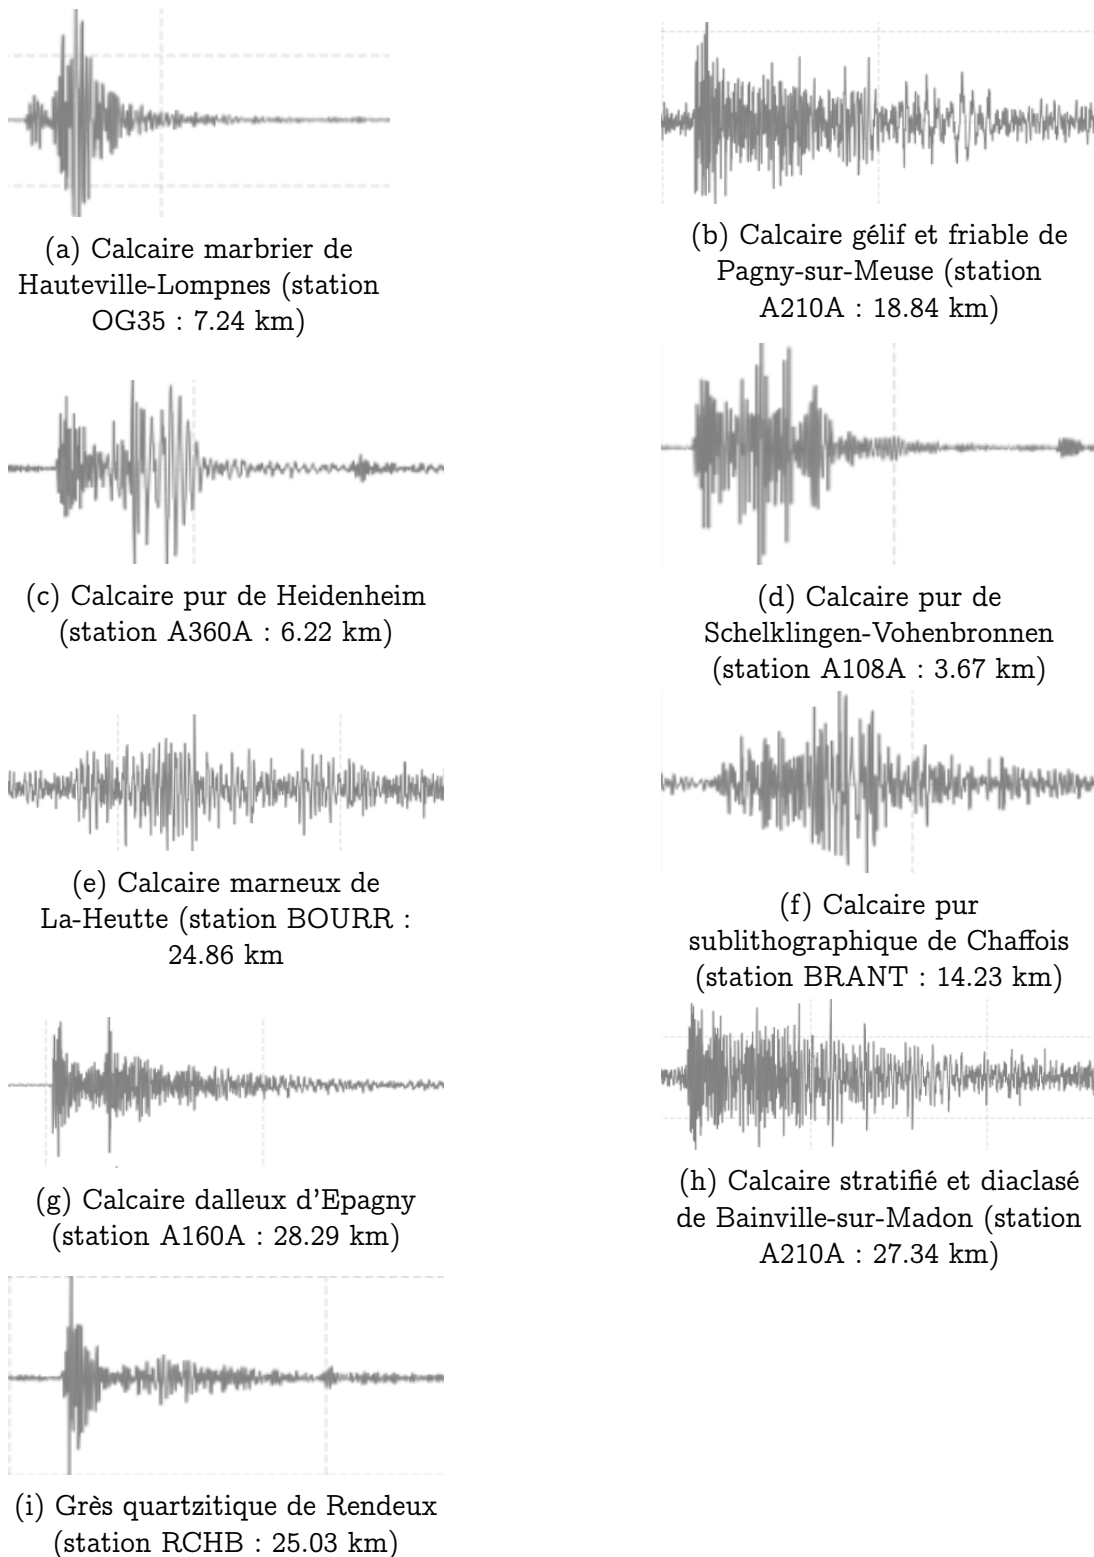 (a) Calcaire marbrier de
Hauteville-Lompnes (station
OG35 : 7.24 km)
(b) Calcaire gélif et friable de
Pagny-sur-Meuse (station
A210A : 18.84 km)
(c) Calcaire pur de Heidenheim
(station A360A : 6.22 km)
(d) Calcaire pur de
Schelklingen-Vohenbronnen
(station A108A : 3.67 km)
(e) Calcaire marneux de
La-Heutte (station BOURR :
24.86 km
(f) Calcaire pur
sublithographique de Chaffois
(station BRANT : 14.23 km)
(g) Calcaire dalleux d'Epagny
(station A160A : 28.29 km)
(h) Calcaire stratifié et diaclasé
de Bainville-sur-Madon (station
A210A : 27.34 km)
(i) Grès quartzitique de Rendeux
(station RCHB : 25.03 km)